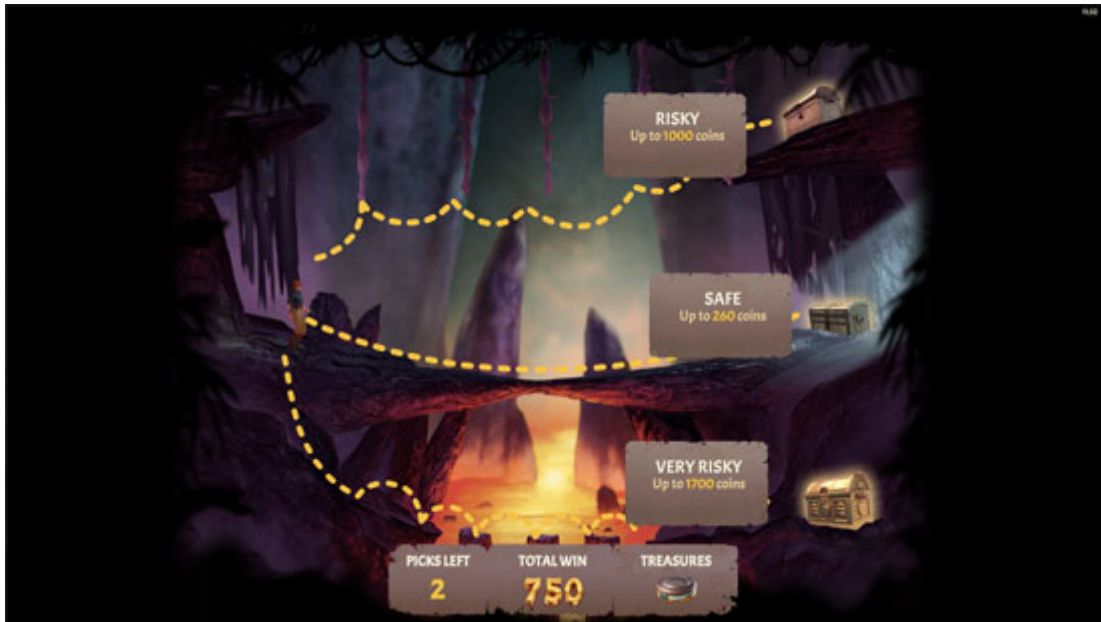 RISKY
Up to 1000 coins
SAFE
Up to 260 coins
VERY RISKY
Up to 1700 coins
PICKS LEFT
TOTAL WIN
TREASURES
2
750